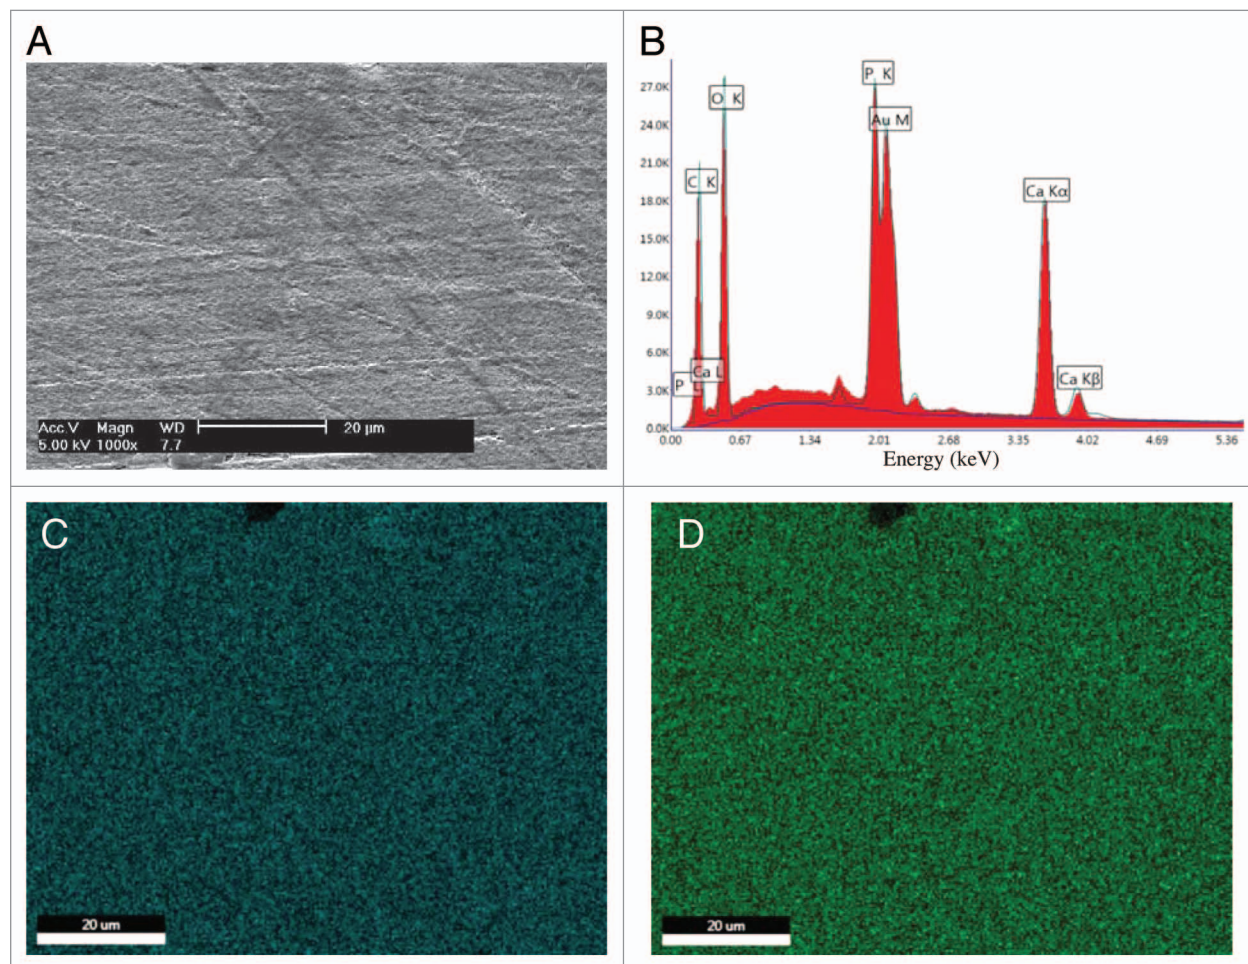 A
Acc.V Magn WD 20 µm
5.00 kV 1000x 7.7
B
27.0K
24.0K
21.0K
18.0K
15.0K
12.0K
9.0K
6.0K
3.0K
0.0K
P K
O K
Au M
C K
Ca Kα
Ca L
P
Ca Kβ
0.00 0.67 1.34 2.01 2.68 3.35 4.02 4.69 5.36
Energy (keV)
C
20 um
D
20 um